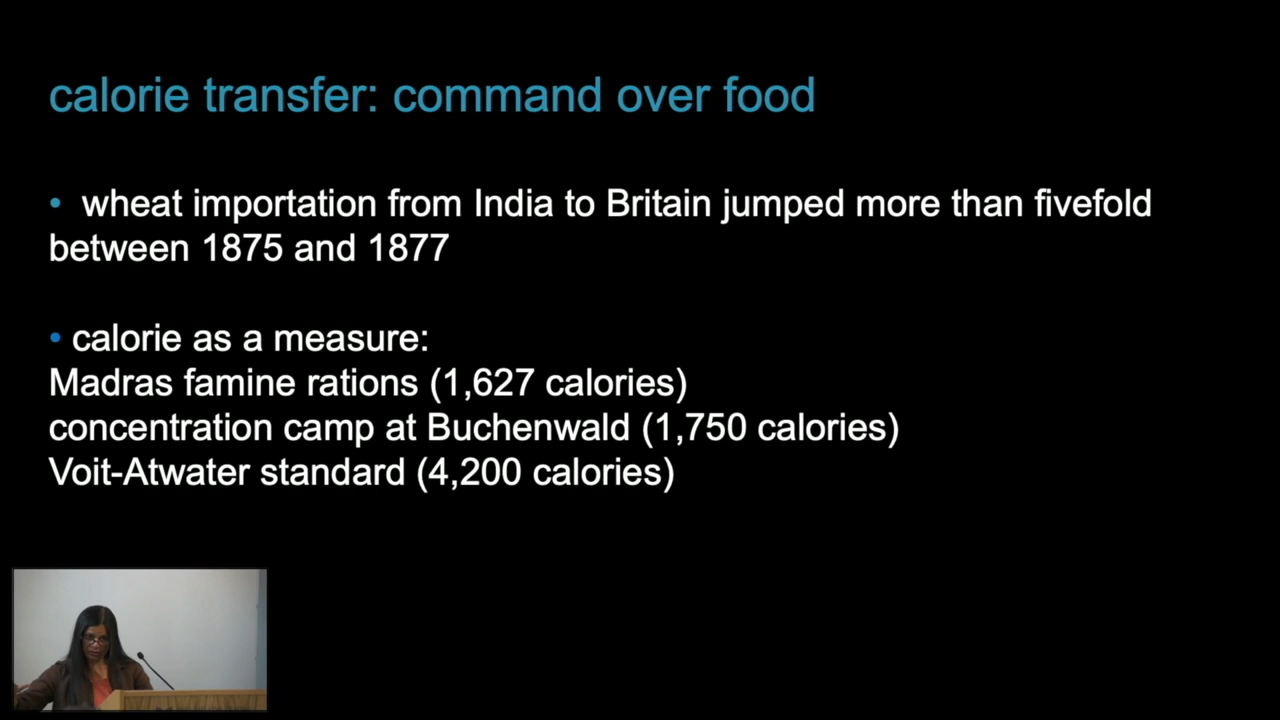 calorie transfer: command over food
• wheat importation from India to Britain jumped more than fivefold
between 1875 and 1877
• calorie as a measure:
Madras famine rations (1,627 calories)
concentration camp at Buchenwald (1,750 calories)
Voit-Atwater standard (4,200 calories)